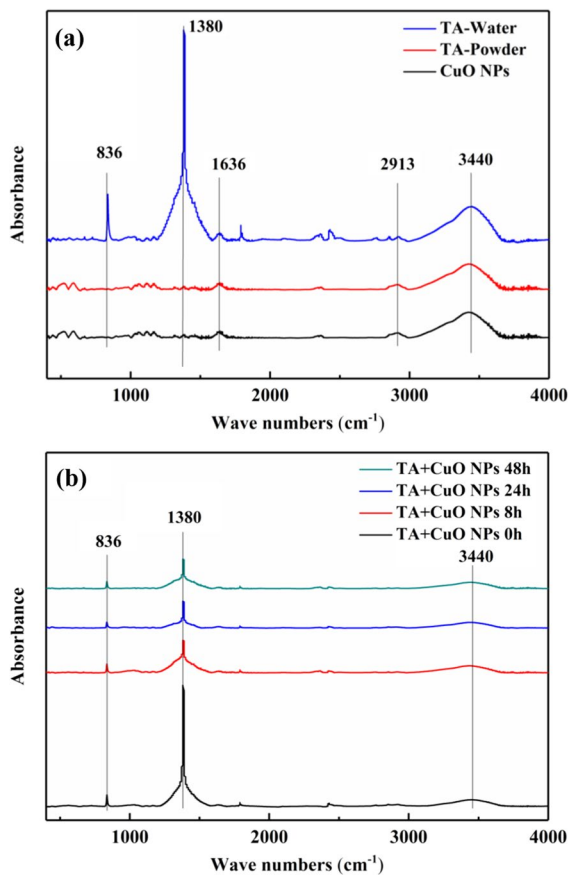 (a)
1380
TA-Water
TA-Powder
CuO NPs
836
1636
2913
3440
Absorbance
1000
2000
3000
4000
Wave numbers (cm⁻¹)
(b)
TA+CuO NPs 48h
TA+CuO NPs 24h
TA+CuO NPs 8h
TA+CuO NPs 0h
1380
836
3440
Absorbance
1000
2000
3000
4000
Wave numbers (cm⁻¹)